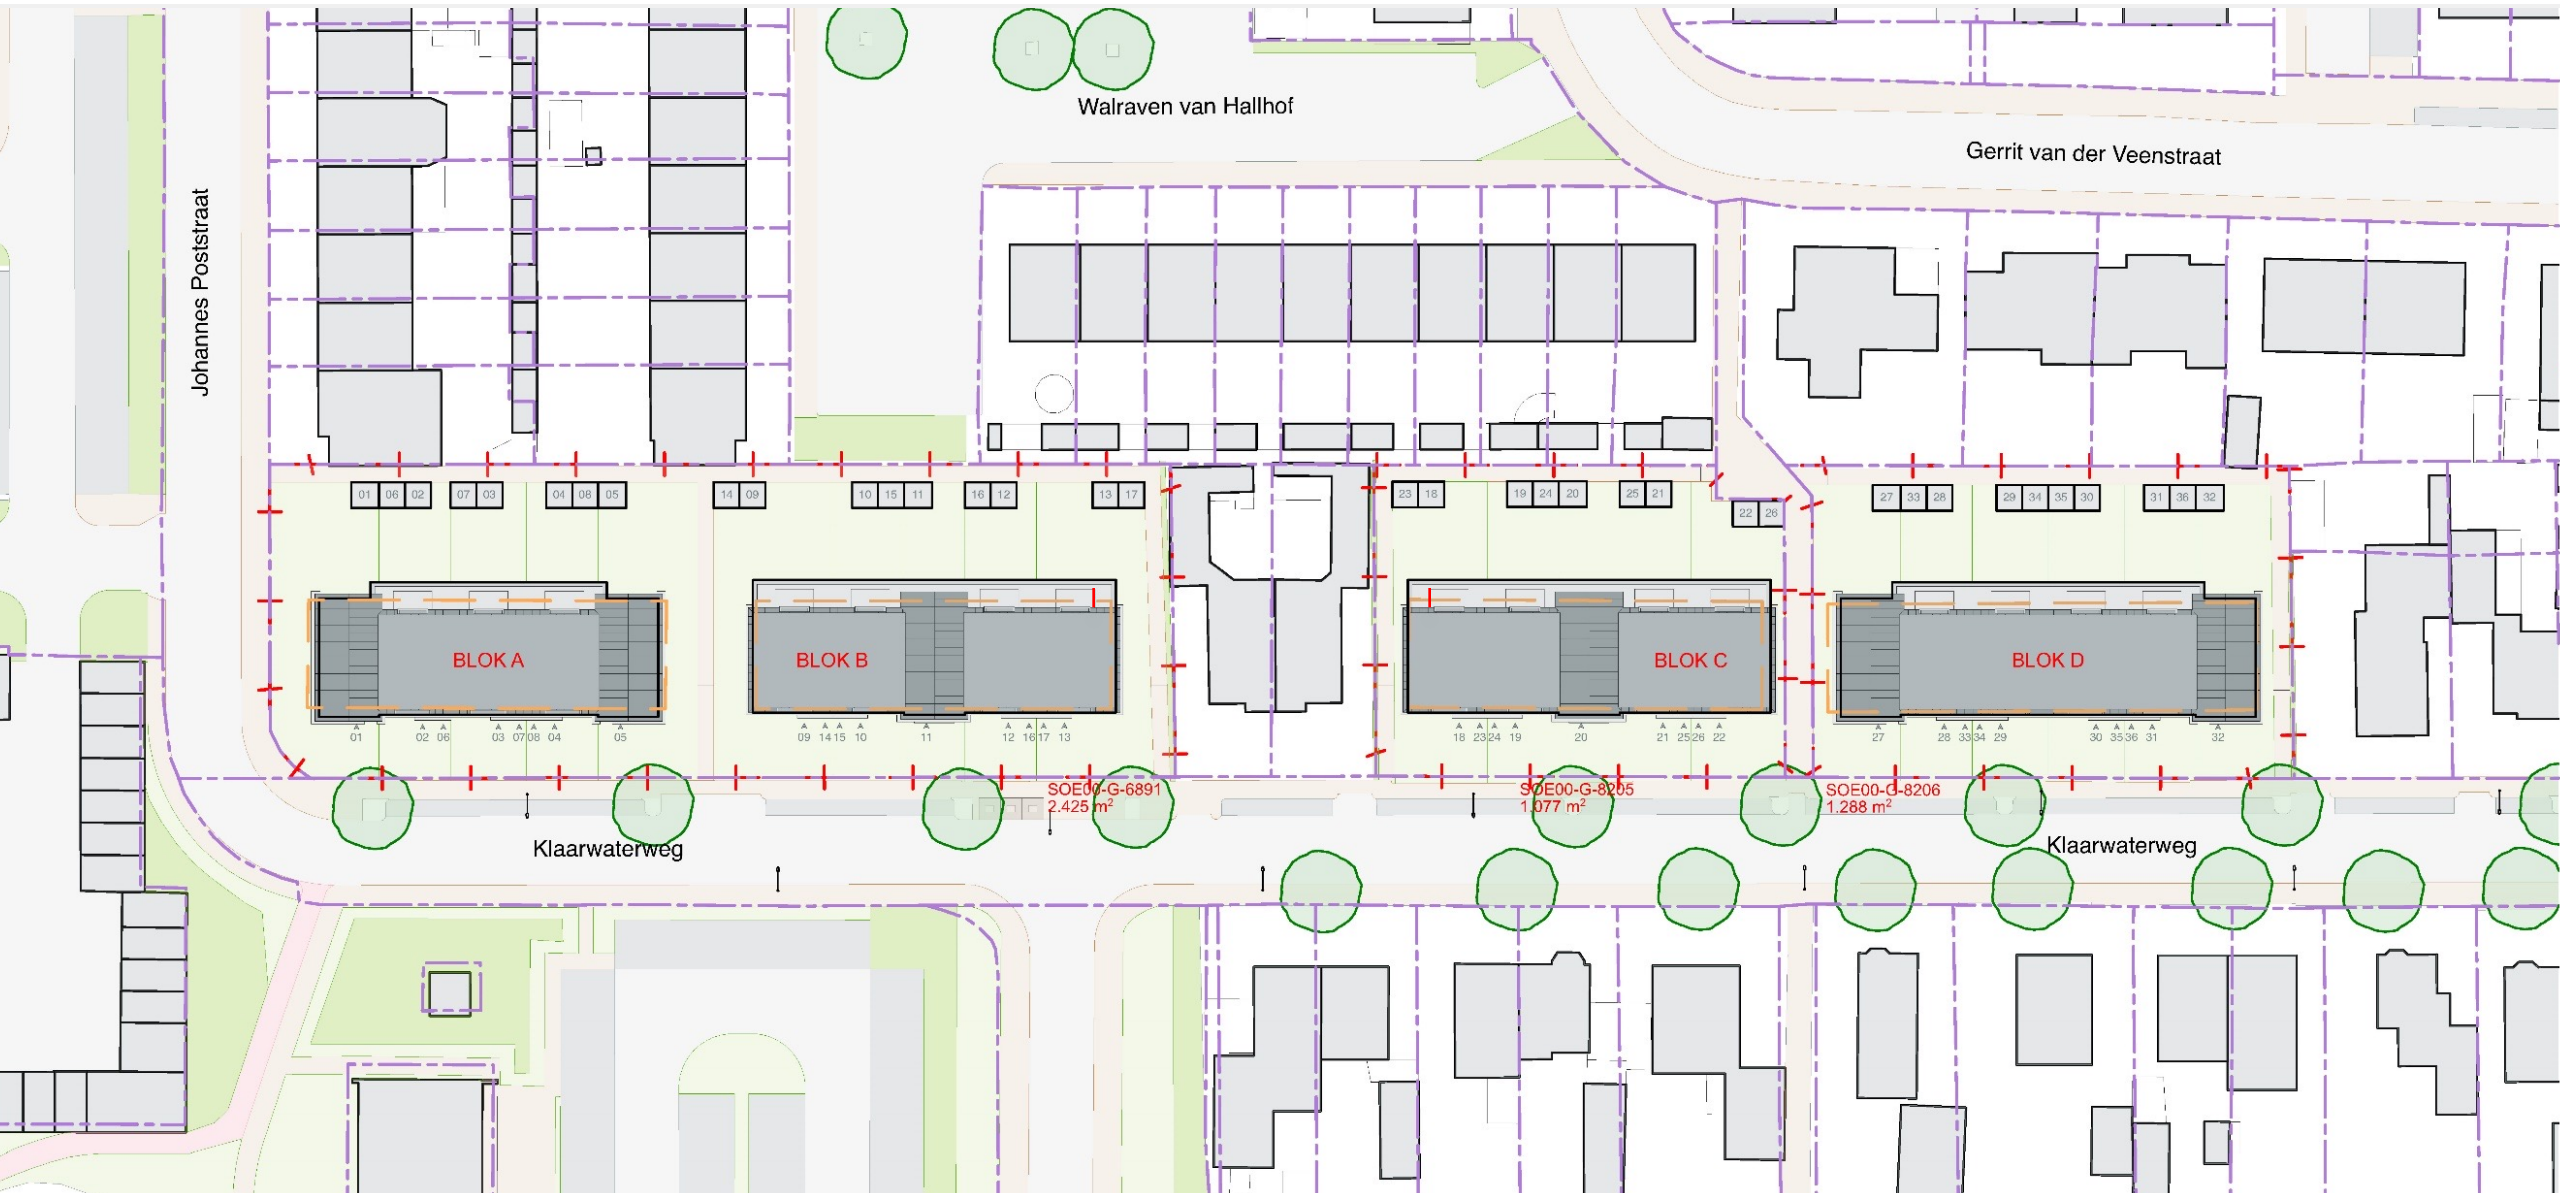 Walraven van Hallhof
Gerrit van der Veenstraat
Johannes Poststraat
01 06 02 07 03 04 08 05 14 09 10 15 11 16 12 13 17 23 18 19 24 20 25 21 27 33 28 29 34 35 30 31 36 32
22 26
BLOK A
BLOK B
BLOK C
BLOK D
01 02 06 03 07 08 04 05 09 14 15 10 11 12 16 17 13 18 23 24 19 20 21 25 26 22 27 28 33 34 29 30 35 36 31 32
SOE00-G-6891
2.425 m²
SOE00-G-8205
1.077 m²
SOE00-G-8206
1.288 m²
Klaarwaterweg
Klaarwaterweg